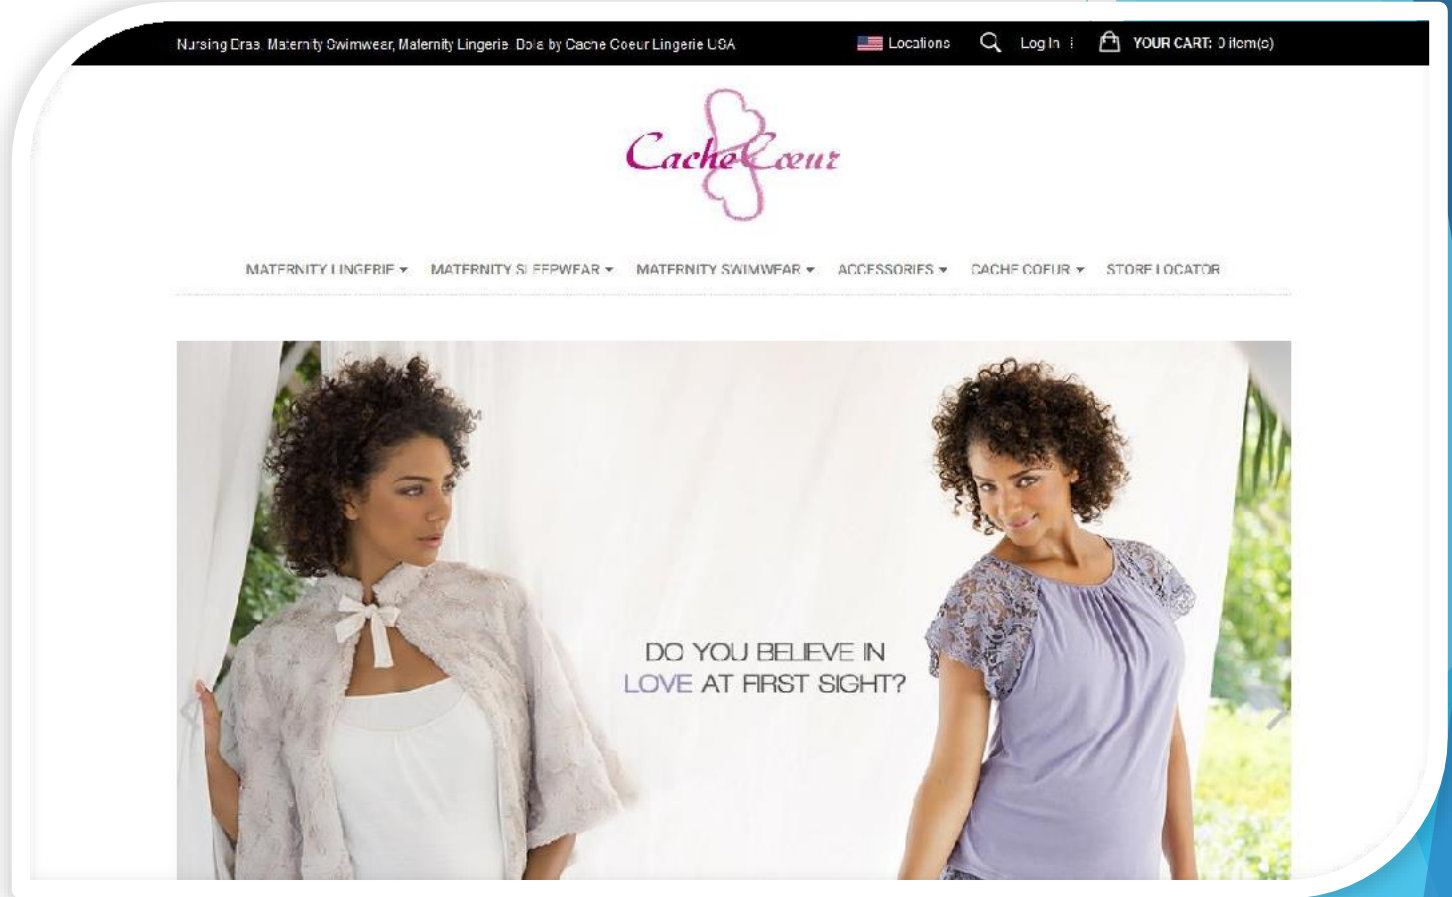 Nursing Bras, Maternity Swimwear, Maternity Lingerie, Bola by Cache Coeur Lingerie USA
Locations
Log In
YOUR CART: 0 item(s)
Cache Cœur
MATERNITY LINGERIE
MATERNITY SLEEPWEAR
MATERNITY SWIMWEAR
ACCESSORIES
CACHE COEUR
STORE LOCATOR
DO YOU BELIEVE IN
LOVE AT FIRST SIGHT?